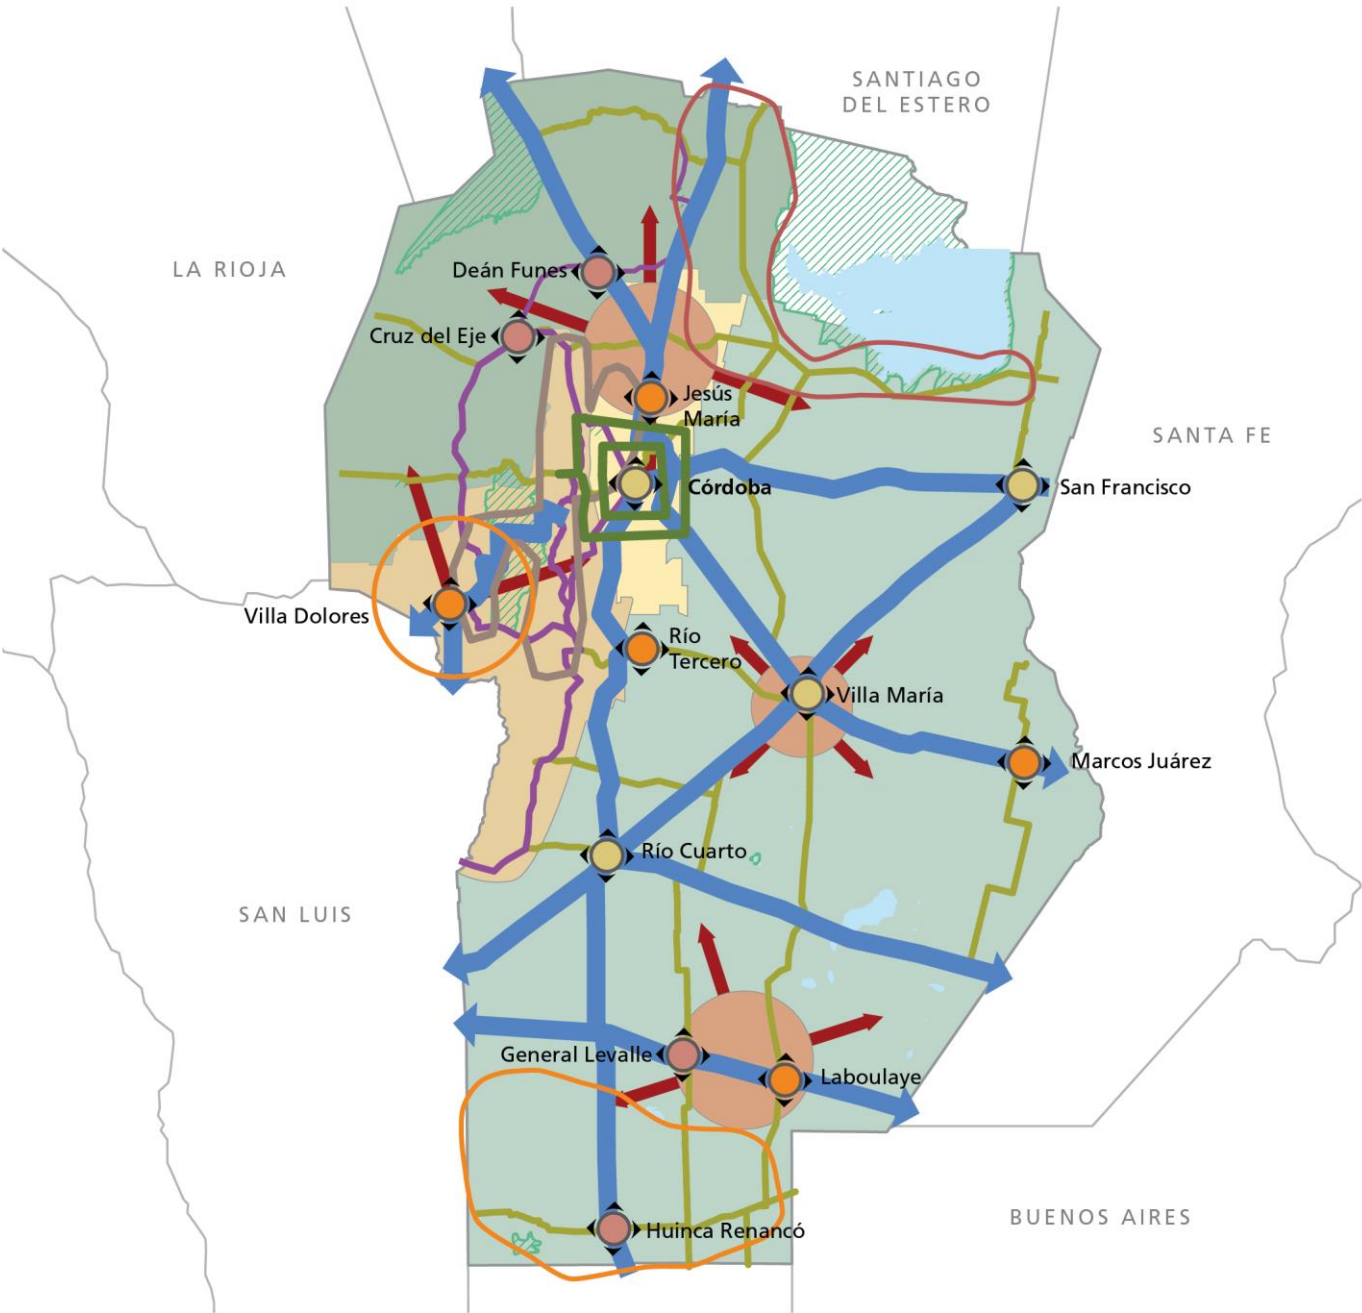 SANTIAGO
DEL ESTERO
LA RIOJA
Deán Funes
Cruz del Eje
Jesús
María
SANTA FE
Córdoba
San Francisco
Villa Dolores
Río
Tercero
Villa María
Marcos Juárez
Río Cuarto
SAN LUIS
General Levalle
Laboulaye
Huinca Renancó
BUENOS AIRES